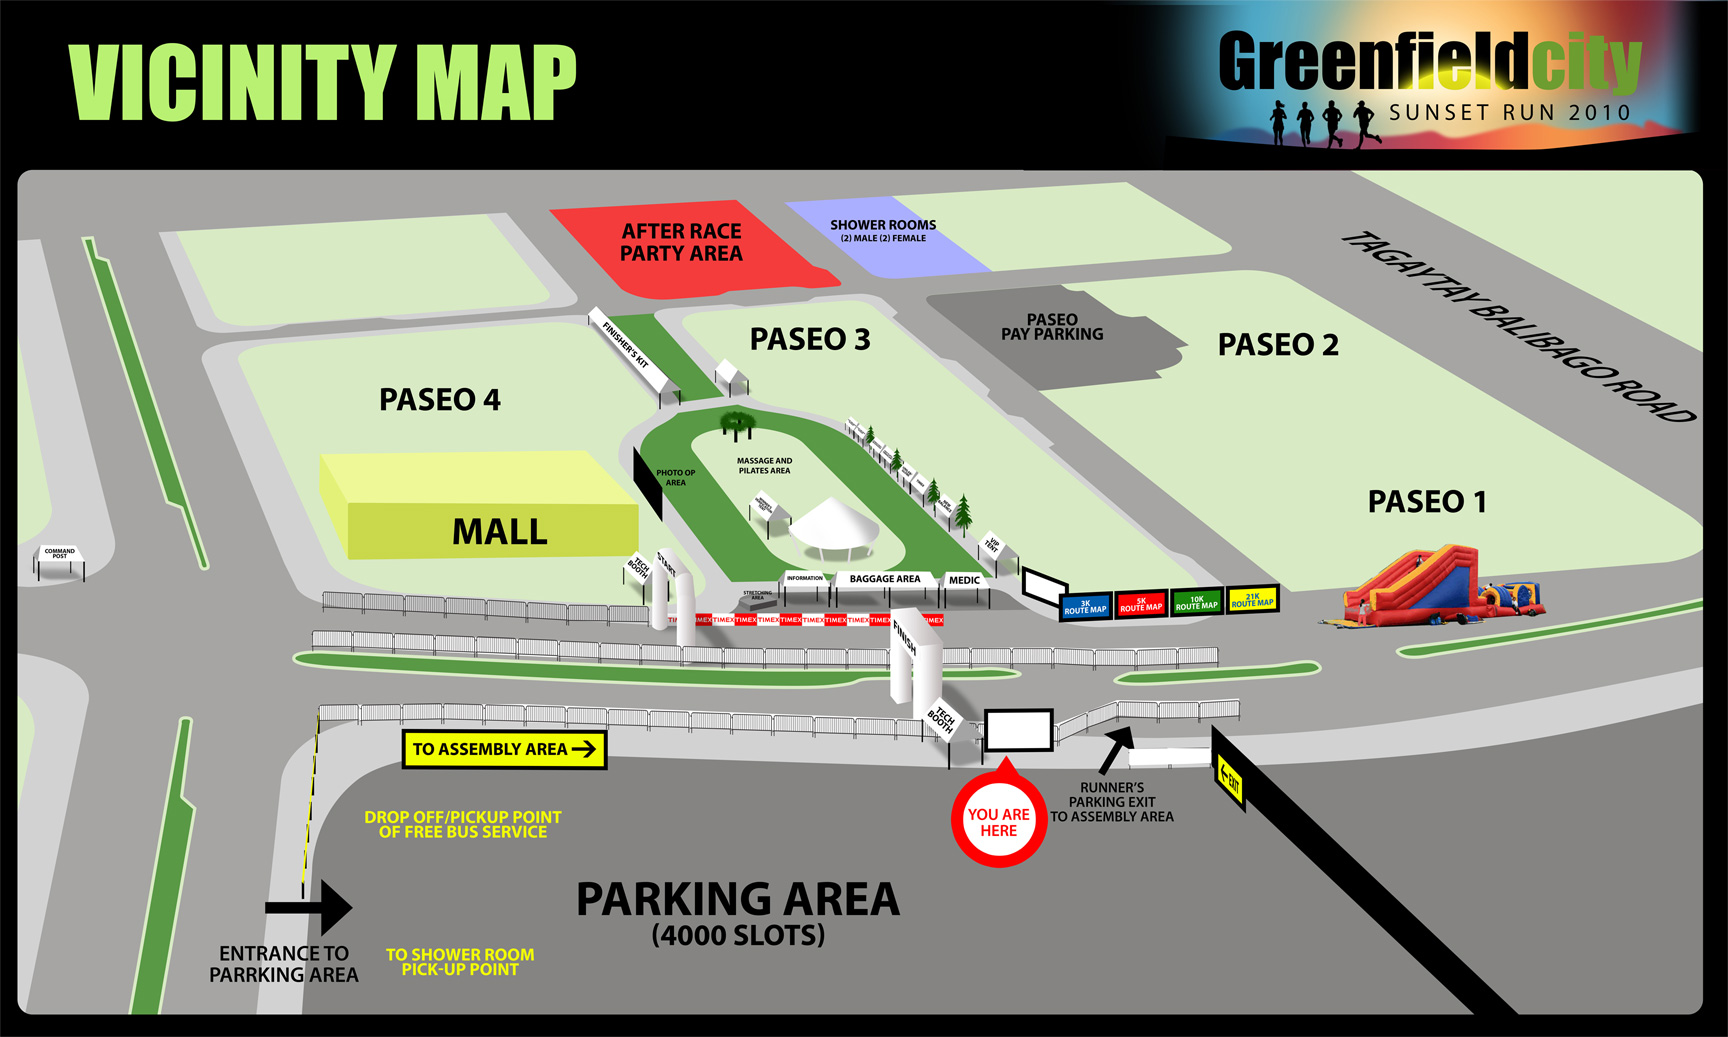 VICINITY MAP
Greenfieldcity
SUNSET RUN 2010
AFTER RACE
PARTY AREA
SHOWER ROOMS
(2) MALE (2) FEMALE
TAGAYTAY BALIBAGO ROAD
FINISHER'S KIT
PASEO 3
PASEO
PAY PARKING
PASEO 2
PASEO 4
PHOTO OP
AREA
MASSAGE AND
PILATES AREA
PASEO 1
MALL
COMMAND
POST
TECH
BOOTH
START
VIP
TENT
INFORMATION
BAGGAGE AREA
MEDIC
STRETCHING
AREA
3K
ROUTE MAP
5K
ROUTE MAP
10K
ROUTE MAP
21K
ROUTE MAP
TIMEX TIMEX TIMEX TIMEX TIMEX TIMEX TIMEX
FINISH
TECH
BOOTH
TO ASSEMBLY AREA →
← EXIT
RUNNER'S
PARKING EXIT
TO ASSEMBLY AREA
YOU ARE
HERE
DROP OFF/PICKUP POINT
OF FREE BUS SERVICE
PARKING AREA
(4000 SLOTS)
ENTRANCE TO
PARRKING AREA
TO SHOWER ROOM
PICK-UP POINT